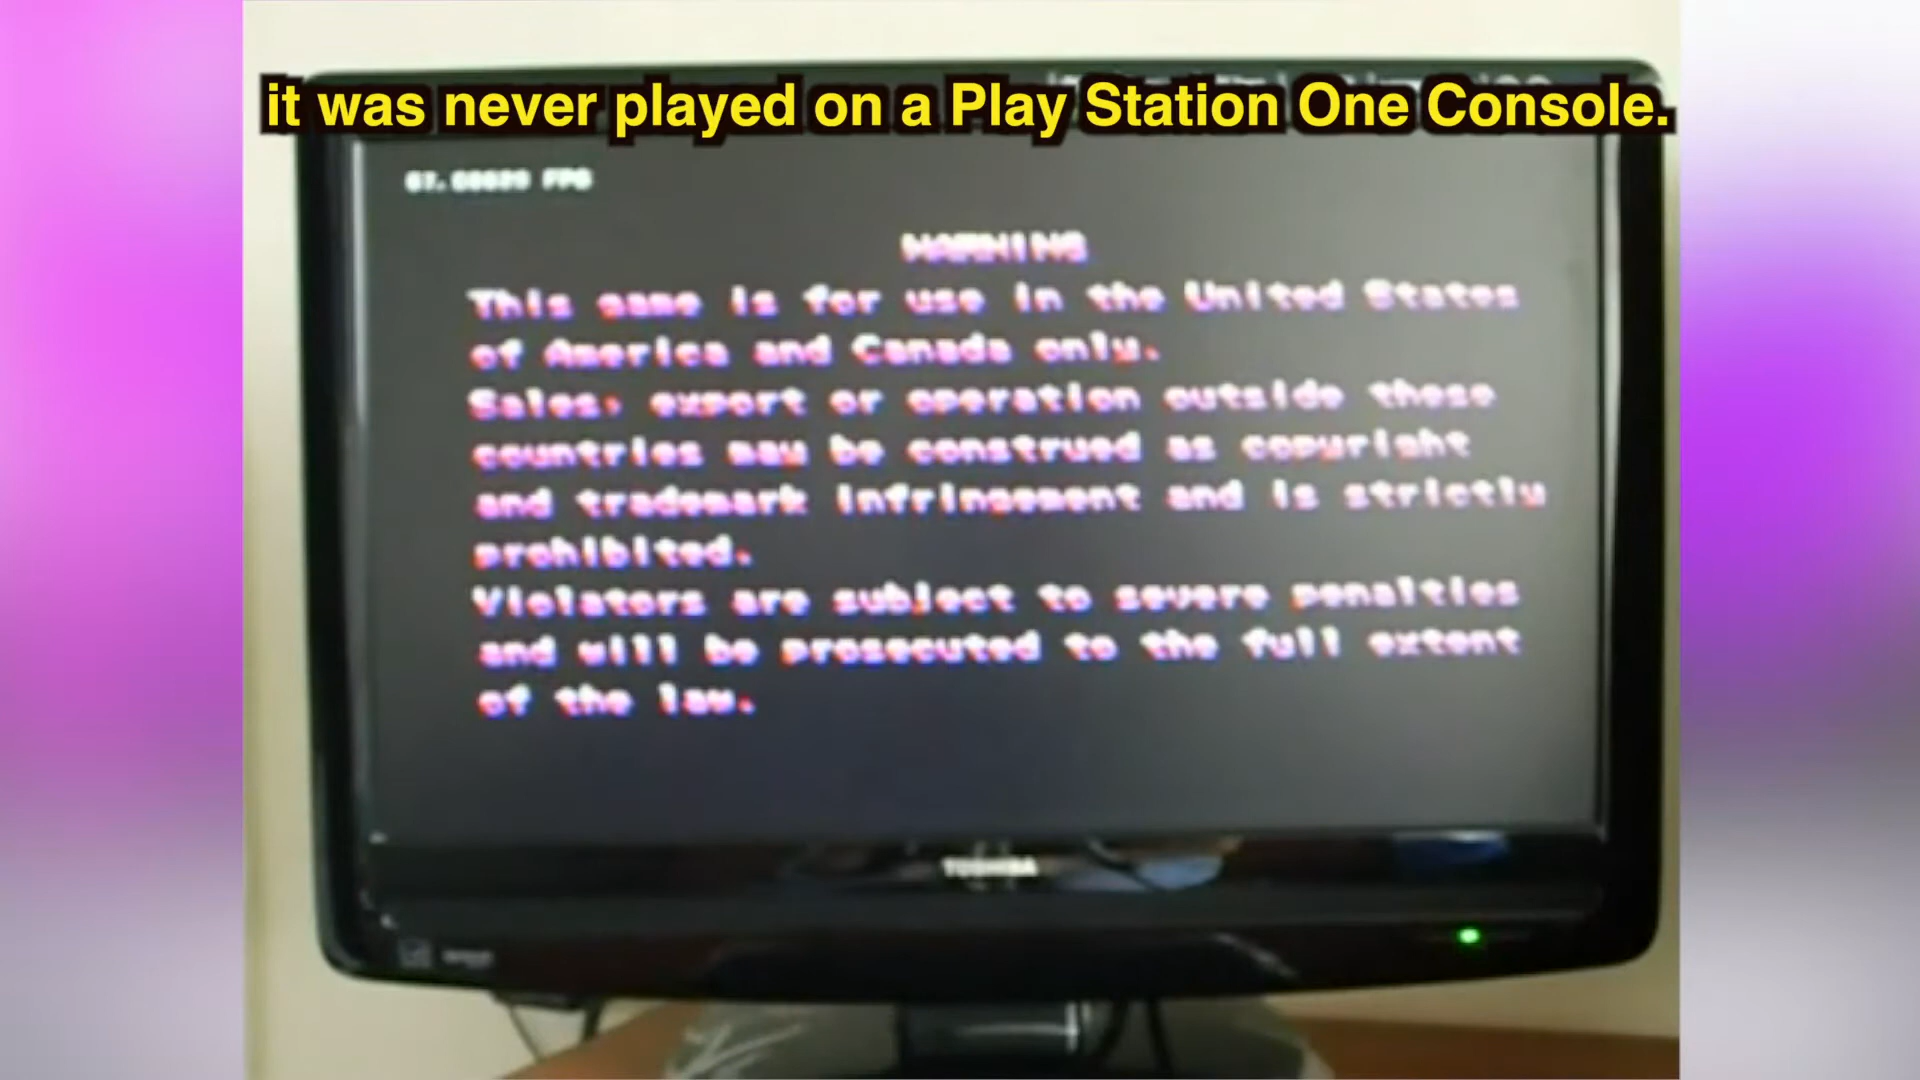 it was never played on a Play Station One Console.
FPS
WARNING
This game is for use in the United States
of America and Canada only.
Sales, export or operation outside these
countries may be construed as copyright
and trademark infringement and is strictly
prohibited.
Violators are subject to severe penalties
and will be prosecuted to the full extent
of the law.
TOSHIBA